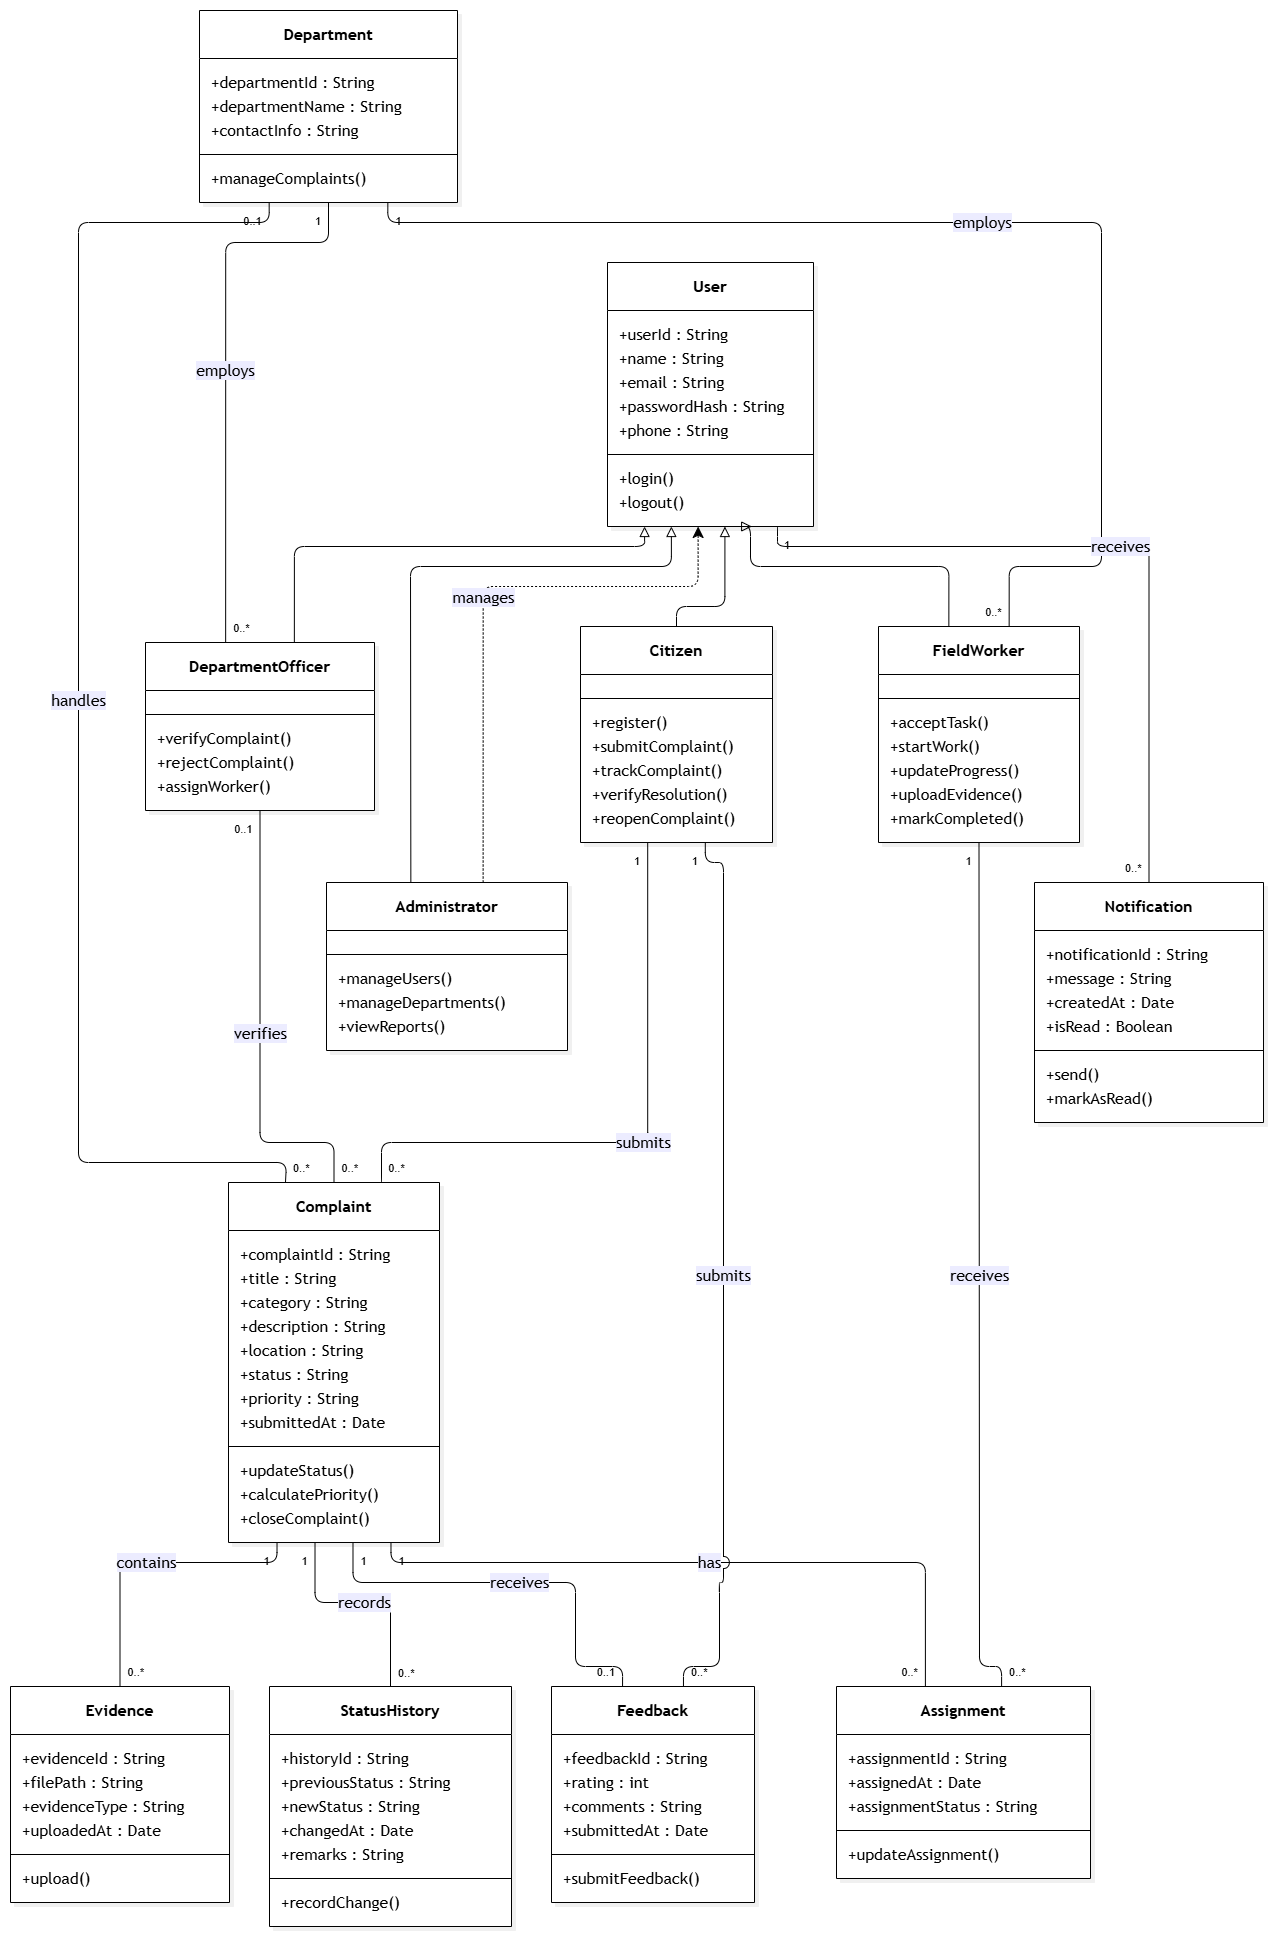 Department
+departmentId : String
+departmentName : String
+contactInfo : String
+manageComplaints()
0..1
1
1
employs
User
+userId : String
+name : String
+email : String
+passwordHash : String
+phone : String
+login()
+logout()
employs
1
receives
manages
0..*
0..*
DepartmentOfficer
+verifyComplaint()
+rejectComplaint()
+assignWorker()
Citizen
+register()
+submitComplaint()
+trackComplaint()
+verifyResolution()
+reopenComplaint()
FieldWorker
+acceptTask()
+startWork()
+updateProgress()
+uploadEvidence()
+markCompleted()
handles
0..1
1
1
1
0..*
Administrator
+manageUsers()
+manageDepartments()
+viewReports()
Notification
+notificationId : String
+message : String
+createdAt : Date
+isRead : Boolean
+send()
+markAsRead()
verifies
submits
0..*
0..*
0..*
Complaint
+complaintId : String
+title : String
+category : String
+description : String
+location : String
+status : String
+priority : String
+submittedAt : Date
+updateStatus()
+calculatePriority()
+closeComplaint()
submits
receives
contains
1
1
1
1
has
receives
records
0..*
0..*
0..1
0..*
0..*
0..*
Evidence
+evidenceId : String
+filePath : String
+evidenceType : String
+uploadedAt : Date
+upload()
StatusHistory
+historyId : String
+previousStatus : String
+newStatus : String
+changedAt : Date
+remarks : String
+recordChange()
Feedback
+feedbackId : String
+rating : int
+comments : String
+submittedAt : Date
+submitFeedback()
Assignment
+assignmentId : String
+assignedAt : Date
+assignmentStatus : String
+updateAssignment()